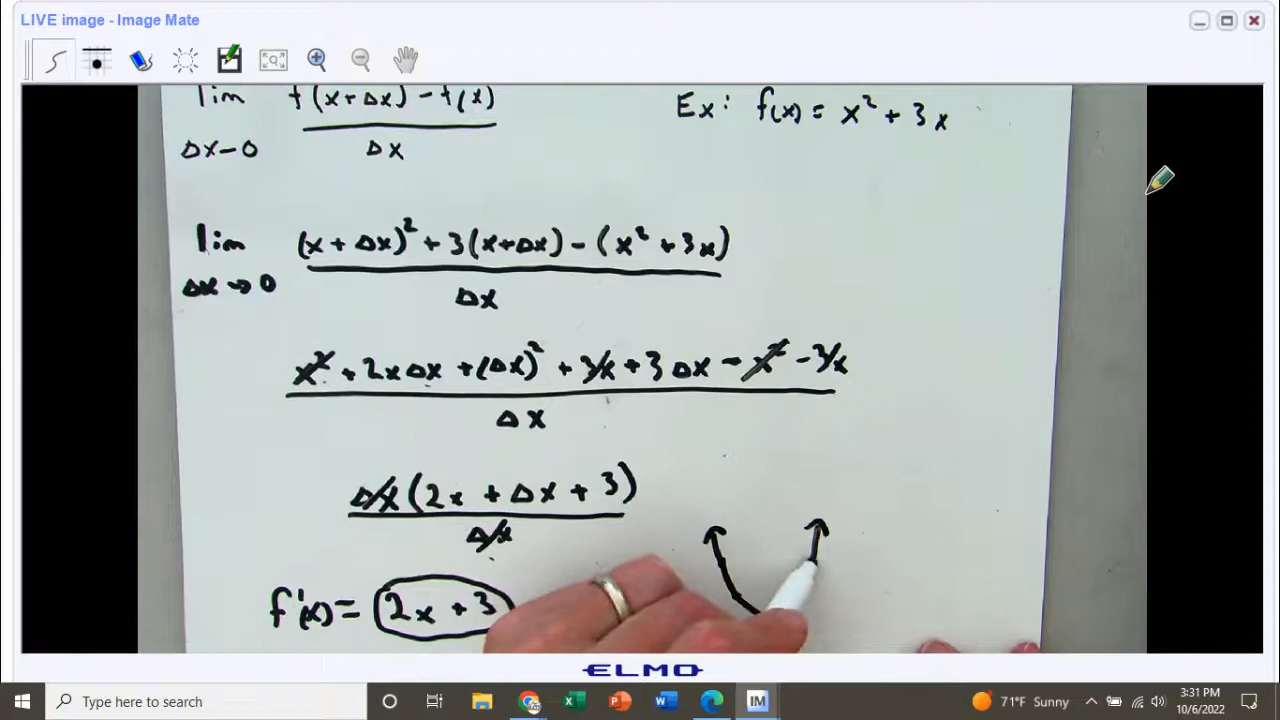 LIVE image - Image Mate
lim f(x+Δx) - f(x)
Δx→0 Δx
Ex: f(x) = x² + 3x
lim (x + Δx)² + 3(x+Δx) - (x² + 3x)
Δx → 0 Δx
x² + 2xΔx + (Δx)² + 3x + 3Δx - x² - 3x
Δx
Δx(2x + Δx + 3)
Δx
f'(x) = 2x + 3
ELMO
Type here to search
71°F Sunny
3:31 PM
10/6/2022
IM